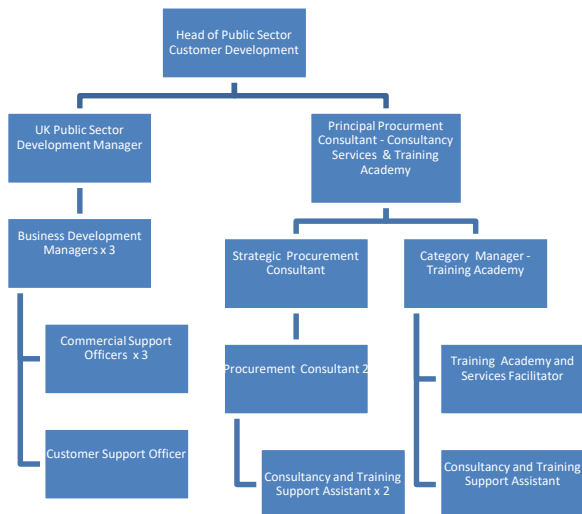 Head of Public Sector
Customer Development
UK Public Sector
Development Manager
Principal Procurment
Consultant - Consultancy
Services & Training
Academy
Business Development
Managers x 3
Strategic Procurement
Consultant
Category Manager -
Training Academy
Commercial Support
Officers x 3
Procurement Consultant 2
Training Academy and
Services Facilitator
Customer Support Officer
Consultancy and Training
Support Assistant x 2
Consultancy and Training
Support Assistant